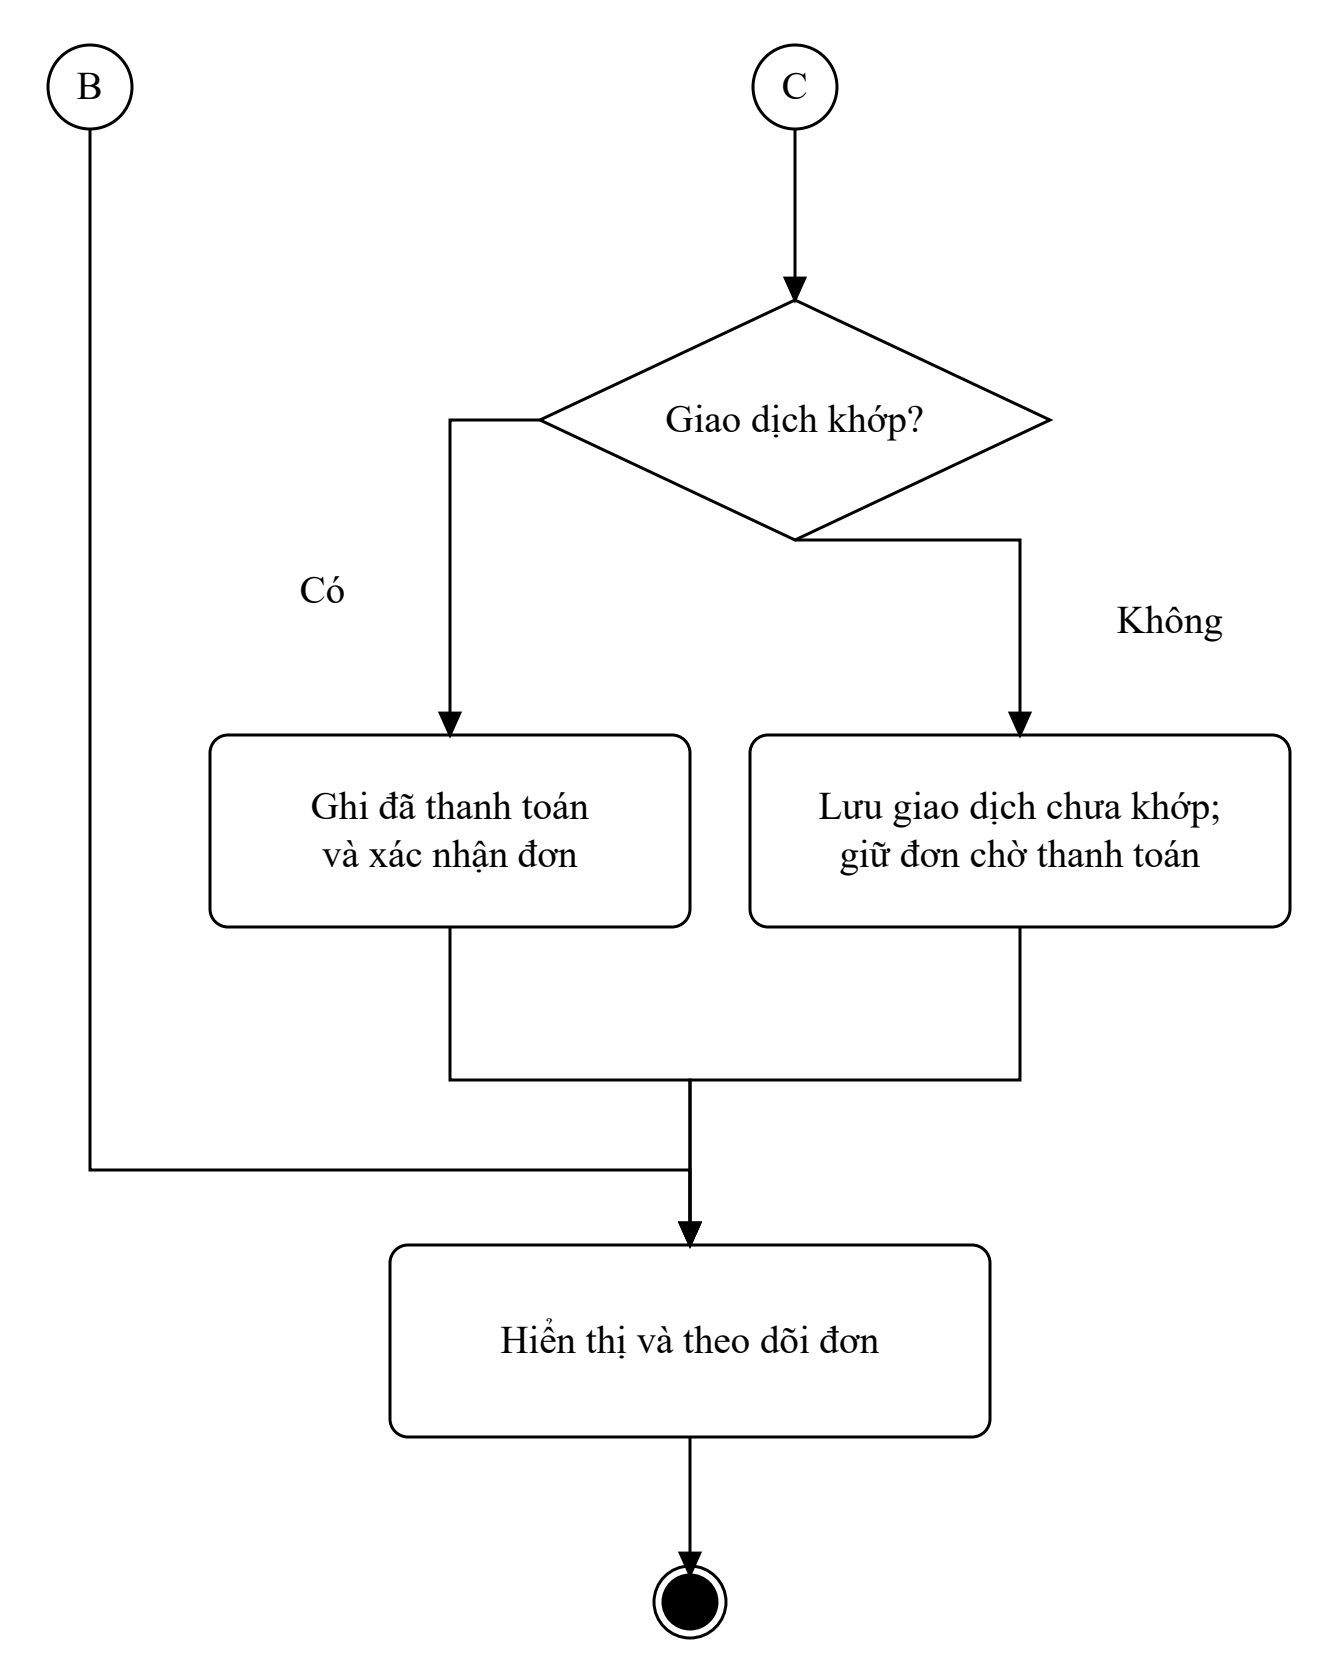 B
C
Giao dịch khớp?
Có
Không
Ghi đã thanh toán
và xác nhận đơn
Lưu giao dịch chưa khớp;
giữ đơn chờ thanh toán
Hiển thị và theo dõi đơn